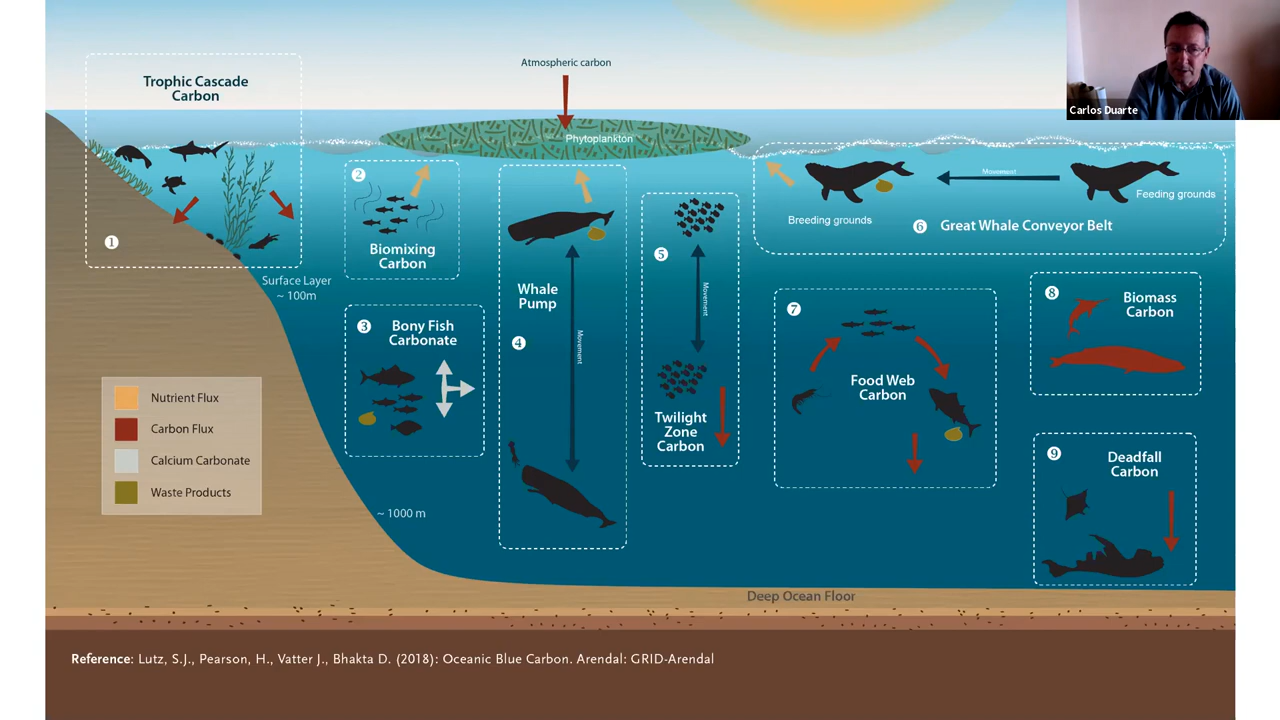 Carlos Duarte
Atmospheric carbon
Phytoplankton
Trophic Cascade
Carbon
1
Surface Layer
~ 100m
2
Biomixing
Carbon
3
Bony Fish
Carbonate
Whale
Pump
4
Movement
5
Movement
Twilight
Zone
Carbon
Movement
Breeding grounds
Feeding grounds
6 Great Whale Conveyor Belt
7
Food Web
Carbon
8
Biomass
Carbon
9
Deadfall
Carbon
Nutrient Flux
Carbon Flux
Calcium Carbonate
Waste Products
~ 1000 m
Deep Ocean Floor
Reference: Lutz, S.J., Pearson, H., Vatter J., Bhakta D. (2018): Oceanic Blue Carbon. Arendal: GRID-Arendal